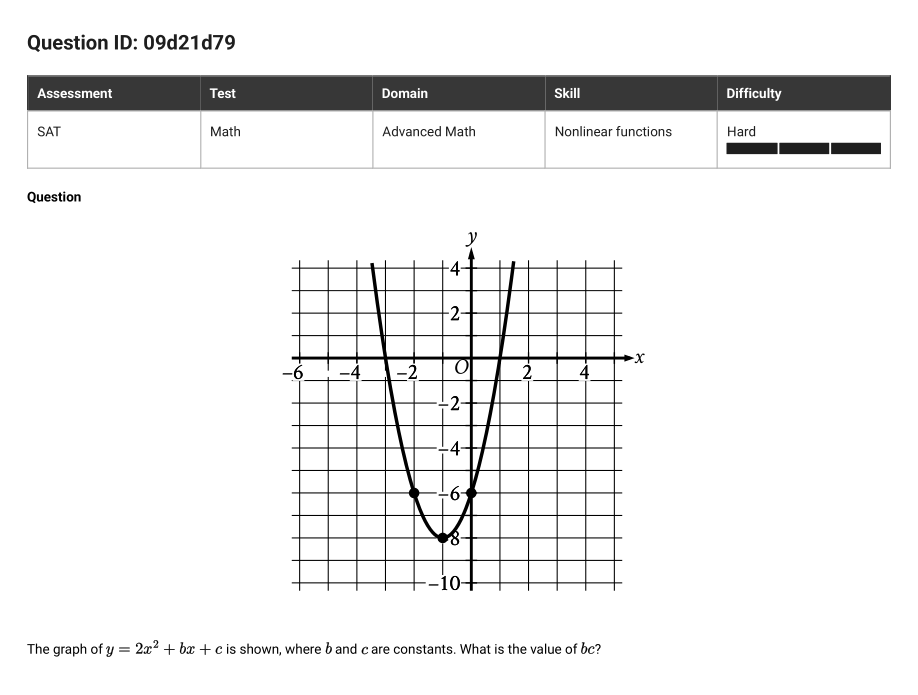 Question ID: 09d21d79
Assessment Test Domain Skill Difficulty
SAT Math Advanced Math Nonlinear functions Hard
Question
y
4
2
O
x
−6 −4 −2 2 4
−2
−4
−6
−8
−10
The graph of y = 2x² + bx + c is shown, where b and c are constants. What is the value of bc?